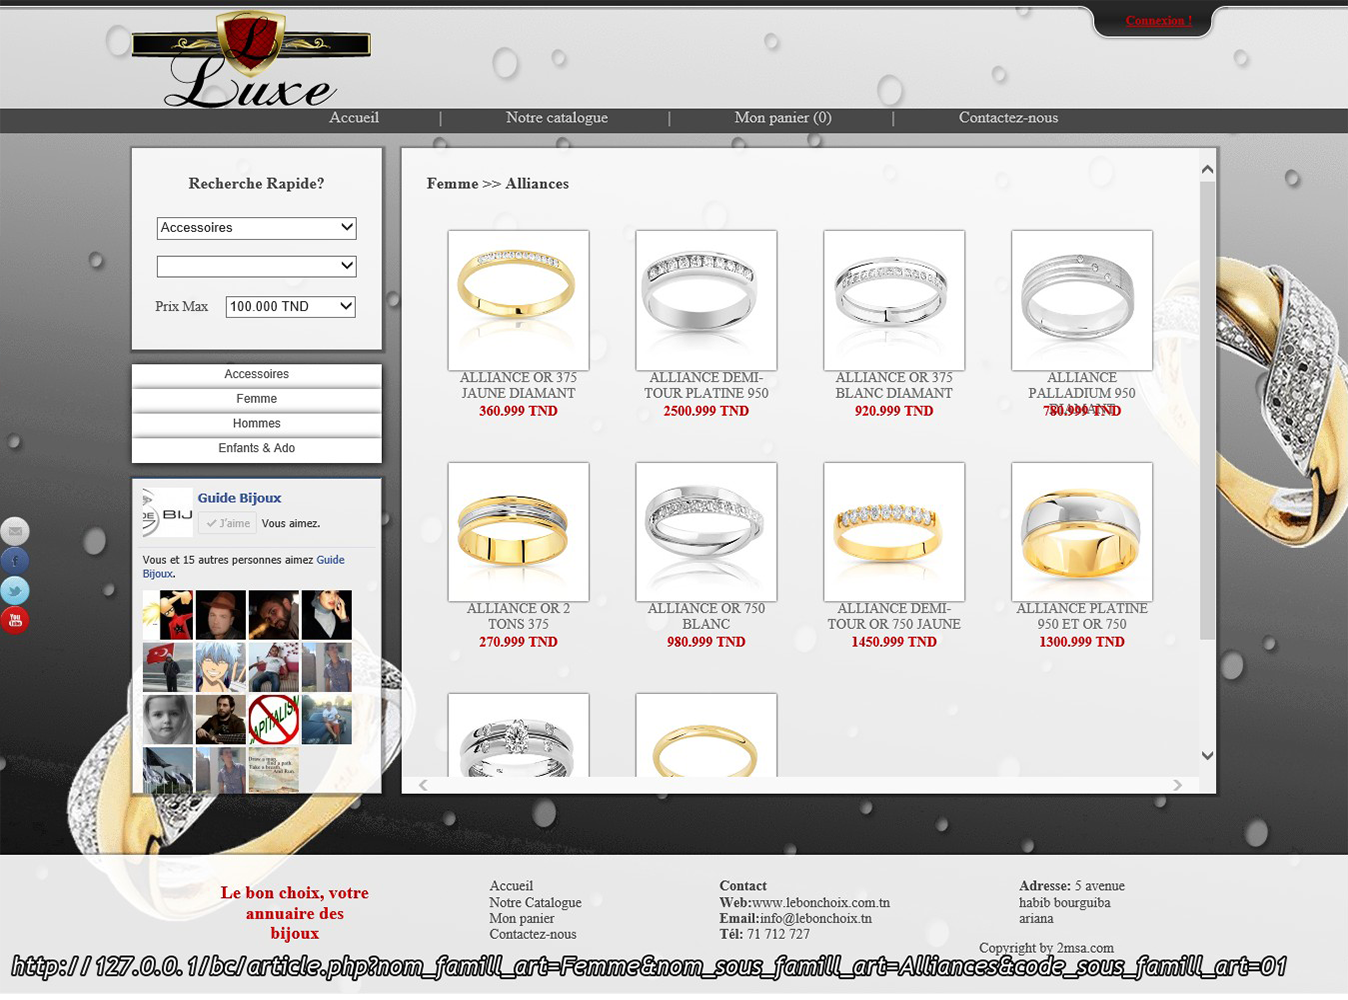 Connexion !
L
Luxe
Accueil | Notre catalogue | Mon panier (0) | Contactez-nous
Recherche Rapide?
Accessoires
Prix Max 100.000 TND
Accessoires
Femme
Hommes
Enfants & Ado
BIJ
Guide Bijoux
J'aime Vous aimez.
Vous et 15 autres personnes aimez Guide
Bijoux.
You
Femme >> Alliances
ALLIANCE OR 375
JAUNE DIAMANT
360.999 TND
ALLIANCE DEMI-
TOUR PLATINE 950
2500.999 TND
ALLIANCE OR 375
BLANC DIAMANT
920.999 TND
ALLIANCE
PALLADIUM 950
DIAMANT
780.999 TND
ALLIANCE OR 2
TONS 375
270.999 TND
ALLIANCE OR 750
BLANC
980.999 TND
ALLIANCE DEMI-
TOUR OR 750 JAUNE
1450.999 TND
ALLIANCE PLATINE
950 ET OR 750
1300.999 TND
Le bon choix, votre
annuaire des
bijoux
Accueil
Notre Catalogue
Mon panier
Contactez-nous
Contact
Web:www.lebonchoix.com.tn
Email:info@lebonchoix.tn
Tél: 71 712 727
Adresse: 5 avenue
habib bourguiba
ariana
Copyright by 2msa.com
http://127.0.0.1/bc/article.php?nom_famill_art=Femme&nom_sous_famill_art=Alliances&code_sous_famill_art=01